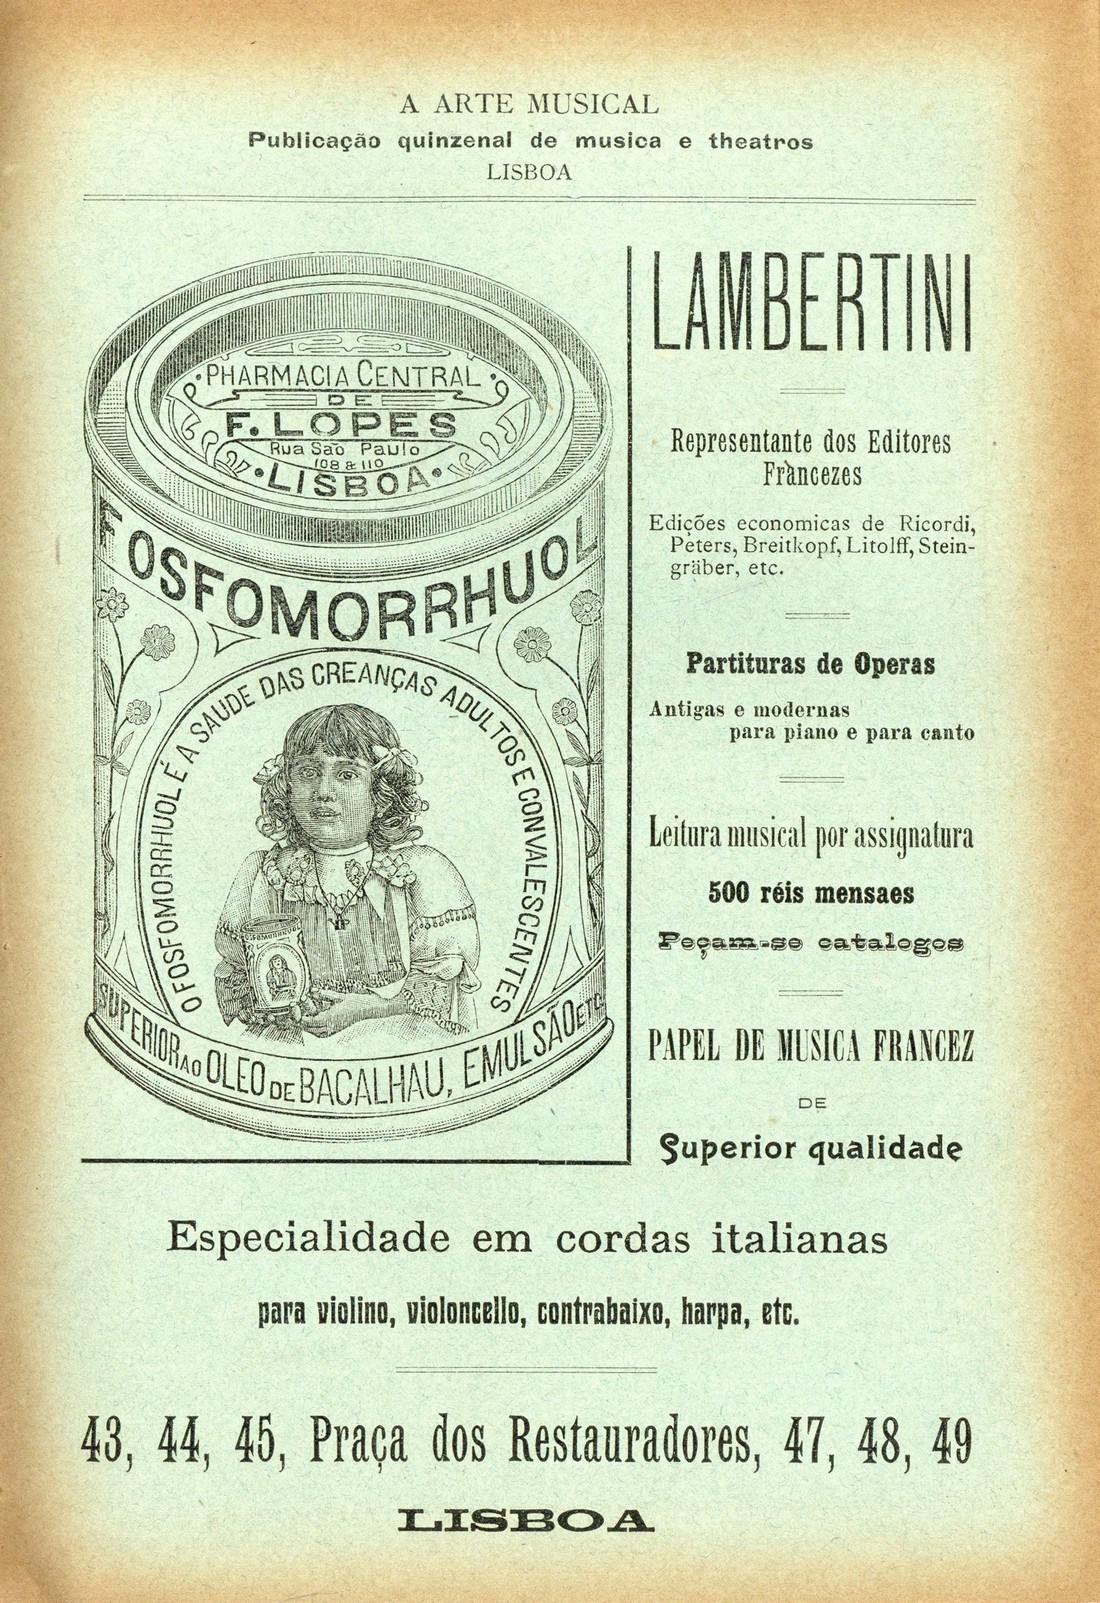 A ARTE MUSICAL
Publicação quinzenal de musica e theatros
LISBOA
PHARMACIA CENTRAL
DE
F. LOPES
Rua São Paulo
108 & 110
LISBOA
FOSFOMORRHUOL
O FOSFOMORRHUOL É A SAUDE DAS CREANÇAS ADULTOS E CONVALESCENTES
FOSFOMORRHUOL
SUPERIOR AO OLEO DE BACALHAU, EMULSÃO ETC.
LAMBERTINI
Representante dos Editores
Francezes
Edições economicas de Ricordi,
Peters, Breitkopf, Litolff, Stein-
gräber, etc.
Partituras de Operas
Antigas e modernas
para piano e para canto
Leitura musical por assignatura
500 réis mensaes
Peçam-se catalogos
PAPEL DE MUSICA FRANCEZ
DE
Superior qualidade
Especialidade em cordas italianas
para violino, violoncello, contrabaixo, harpa, etc.
43, 44, 45, Praça dos Restauradores, 47, 48, 49
LISBOA